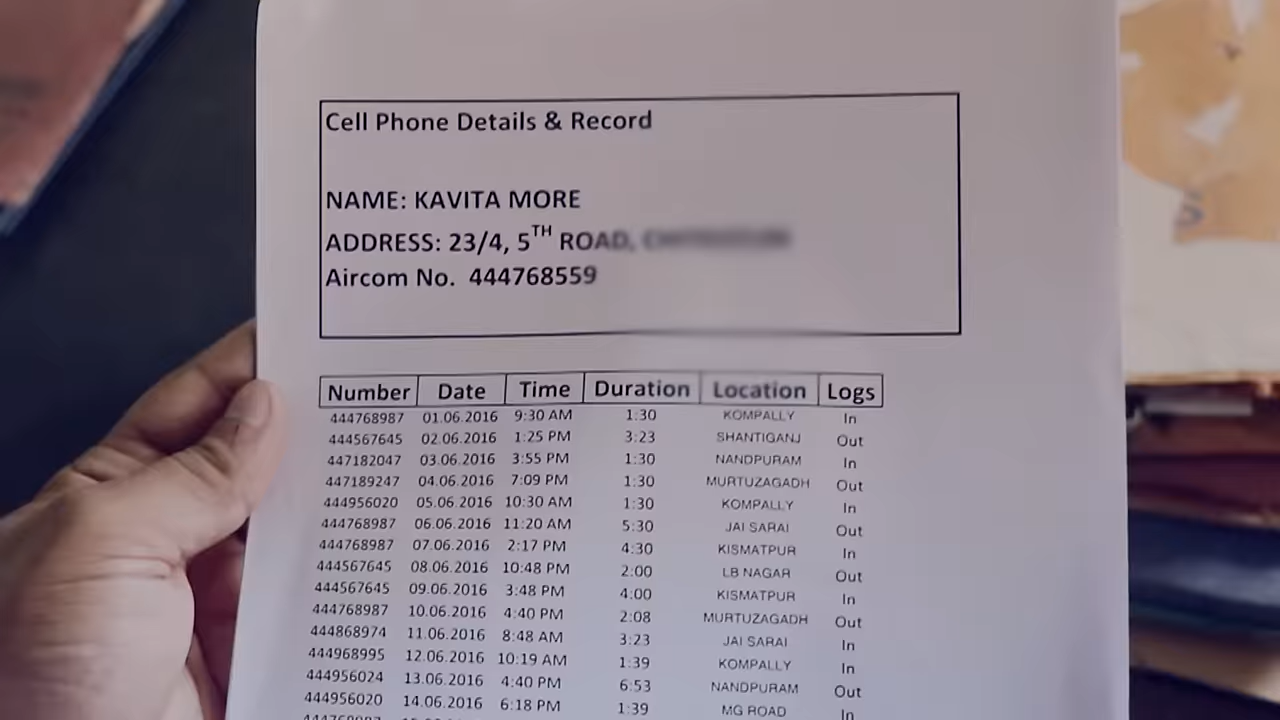 Cell Phone Details & Record
NAME: KAVITA MORE
ADDRESS: 23/4, 5TH ROAD,
Aircom No. 444768559
Number Date Time Duration Location Logs
444768987 01.06.2016 9:30 AM 1:30 KOMPALLY In
444567645 02.06.2016 1:25 PM 3:23 SHANTIGANJ Out
447182047 03.06.2016 3:55 PM 1:30 NANDPURAM In
447189247 04.06.2016 7:09 PM 1:30 MURTUZAGADH Out
444956020 05.06.2016 10:30 AM 1:30 KOMPALLY In
444768987 06.06.2016 11:20 AM 5:30 JAI SARAI Out
444768987 07.06.2016 2:17 PM 4:30 KISMATPUR In
444567645 08.06.2016 10:48 PM 2:00 LB NAGAR Out
444567645 09.06.2016 3:48 PM 4:00 KISMATPUR In
444768987 10.06.2016 4:40 PM 2:08 MURTUZAGADH Out
444868974 11.06.2016 8:48 AM 3:23 JAI SARAI In
444968995 12.06.2016 10:19 AM 1:39 KOMPALLY In
444956024 13.06.2016 4:40 PM 6:53 NANDPURAM Out
444956020 14.06.2016 6:18 PM 1:39 MG ROAD In